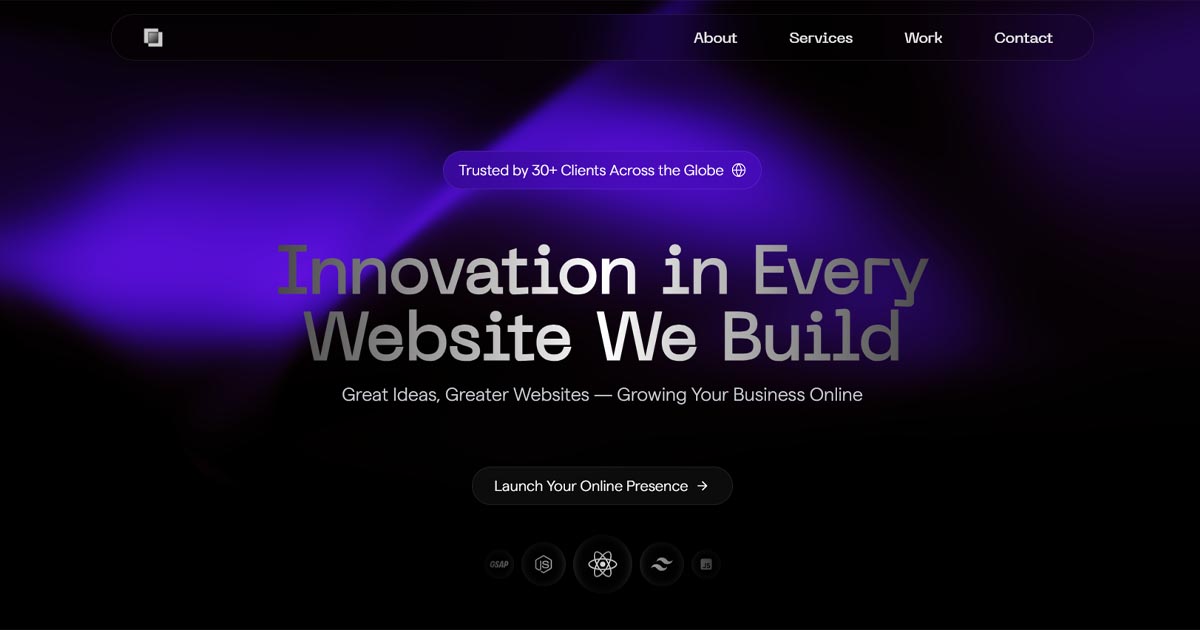 About
Services
Work
Contact
Trusted by 30+ Clients Across the Globe
Innovation in Every
Website We Build
Great Ideas, Greater Websites — Growing Your Business Online
Launch Your Online Presence
GSAP
JS
JS